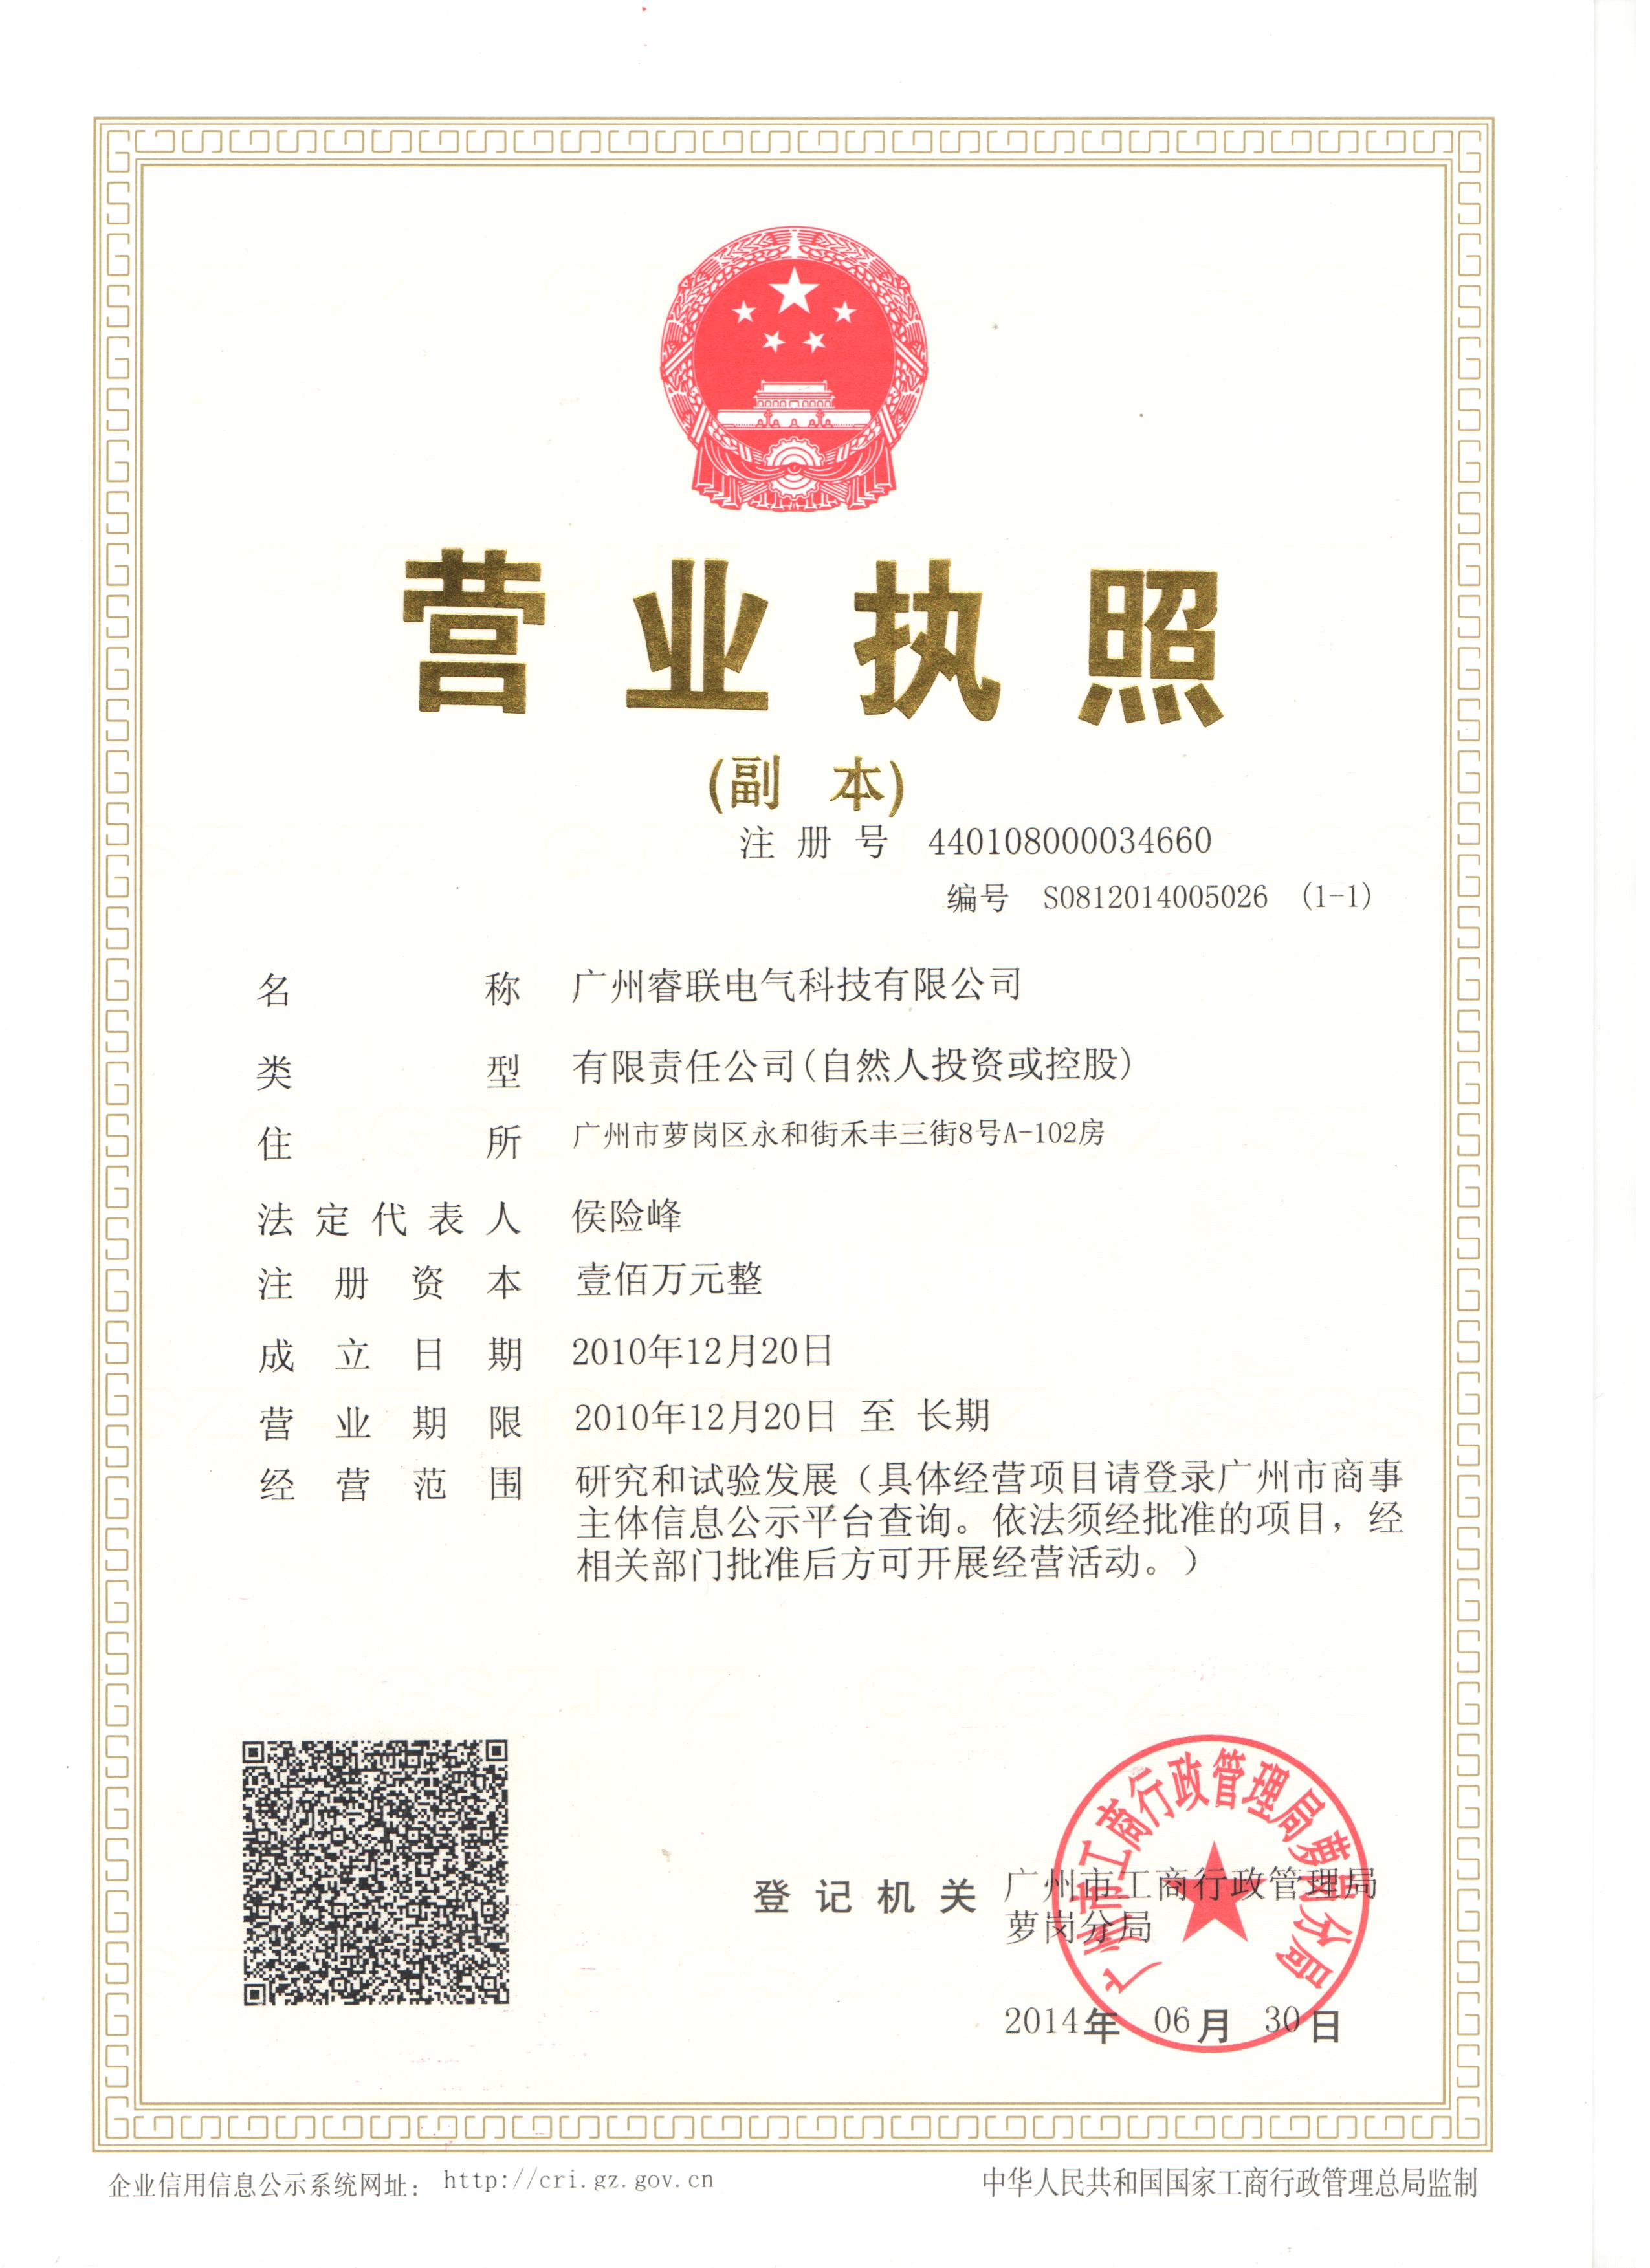 营业执照
(副 本)
注 册 号 440108000034660
编号 S0812014005026 (1-1)
名 称 广州睿联电气科技有限公司
类 型 有限责任公司(自然人投资或控股)
住 所 广州市萝岗区永和街禾丰三街8号A-102房
法 定 代 表 人 侯险峰
注 册 资 本 壹佰万元整
成 立 日 期 2010年12月20日
营 业 期 限 2010年12月20日 至 长期
经 营 范 围 研究和试验发展（具体经营项目请登录广州市商事
主体信息公示平台查询。依法须经批准的项目，经
相关部门批准后方可开展经营活动。）
广州市工商行政管理局萝岗分局
登 记 机 关 广州市工商行政管理局
萝岗分局
2014年 06月 30日
企业信用信息公示系统网址： http://cri.gz.gov.cn
中华人民共和国国家工商行政管理总局监制